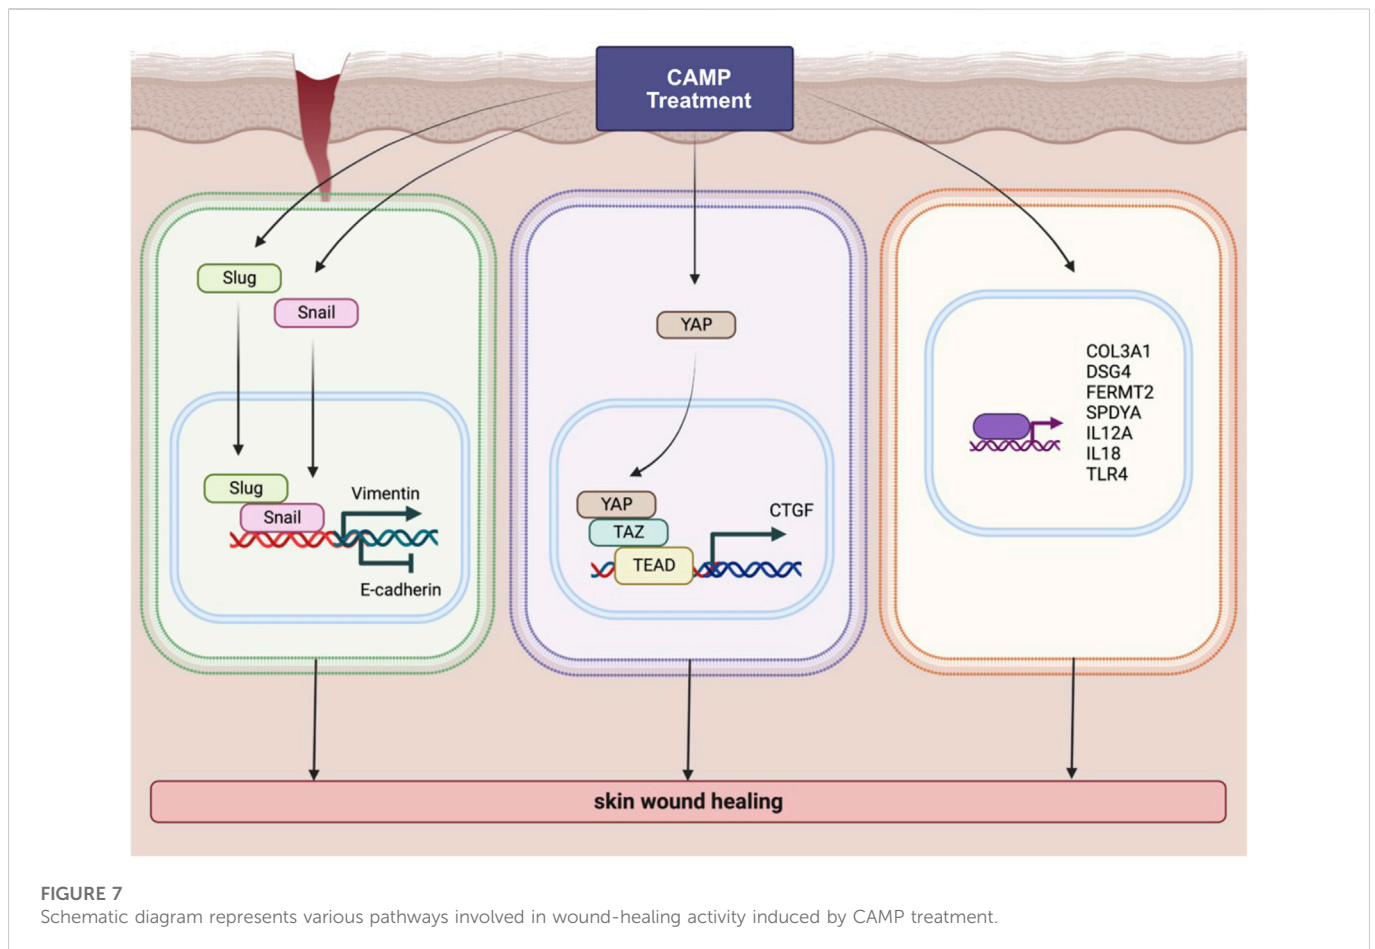 CAMP
Treatment
Slug
Snail
YAP
Slug
Snail
Vimentin
E-cadherin
YAP
TAZ
TEAD
CTGF
COL3A1
DSG4
FERMT2
SPDYA
IL12A
IL18
TLR4
skin wound healing
FIGURE 7
Schematic diagram represents various pathways involved in wound-healing activity induced by CAMP treatment.